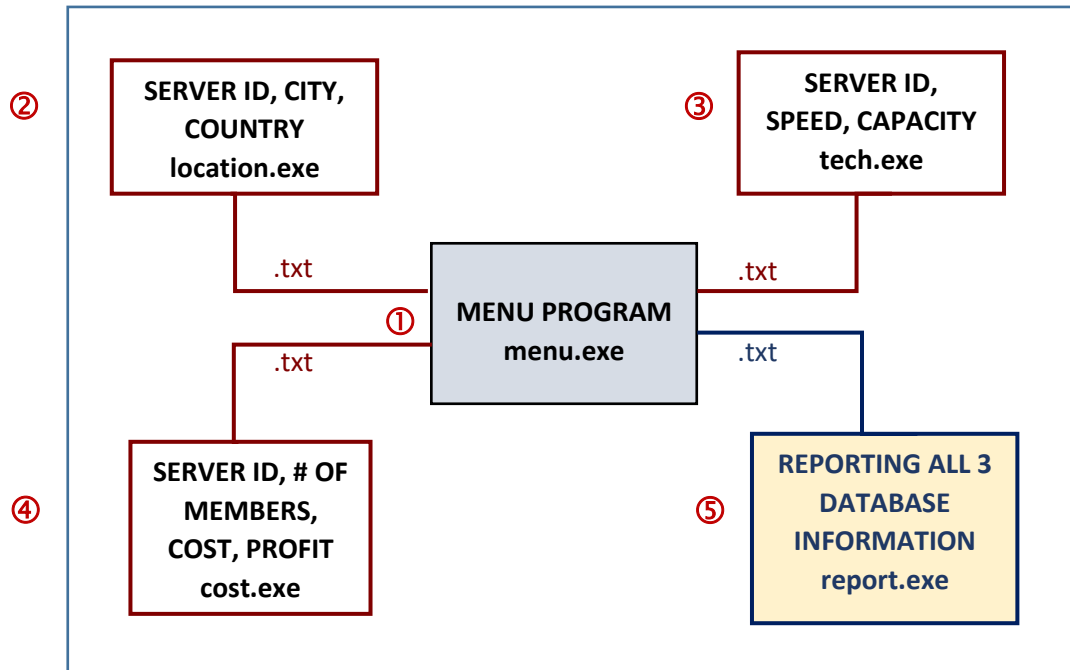 ②
SERVER ID, CITY,
COUNTRY
location.exe
③
SERVER ID,
SPEED, CAPACITY
tech.exe
.txt
.txt
①
MENU PROGRAM
menu.exe
.txt
.txt
④
SERVER ID, # OF
MEMBERS,
COST, PROFIT
cost.exe
⑤
REPORTING ALL 3
DATABASE
INFORMATION
report.exe